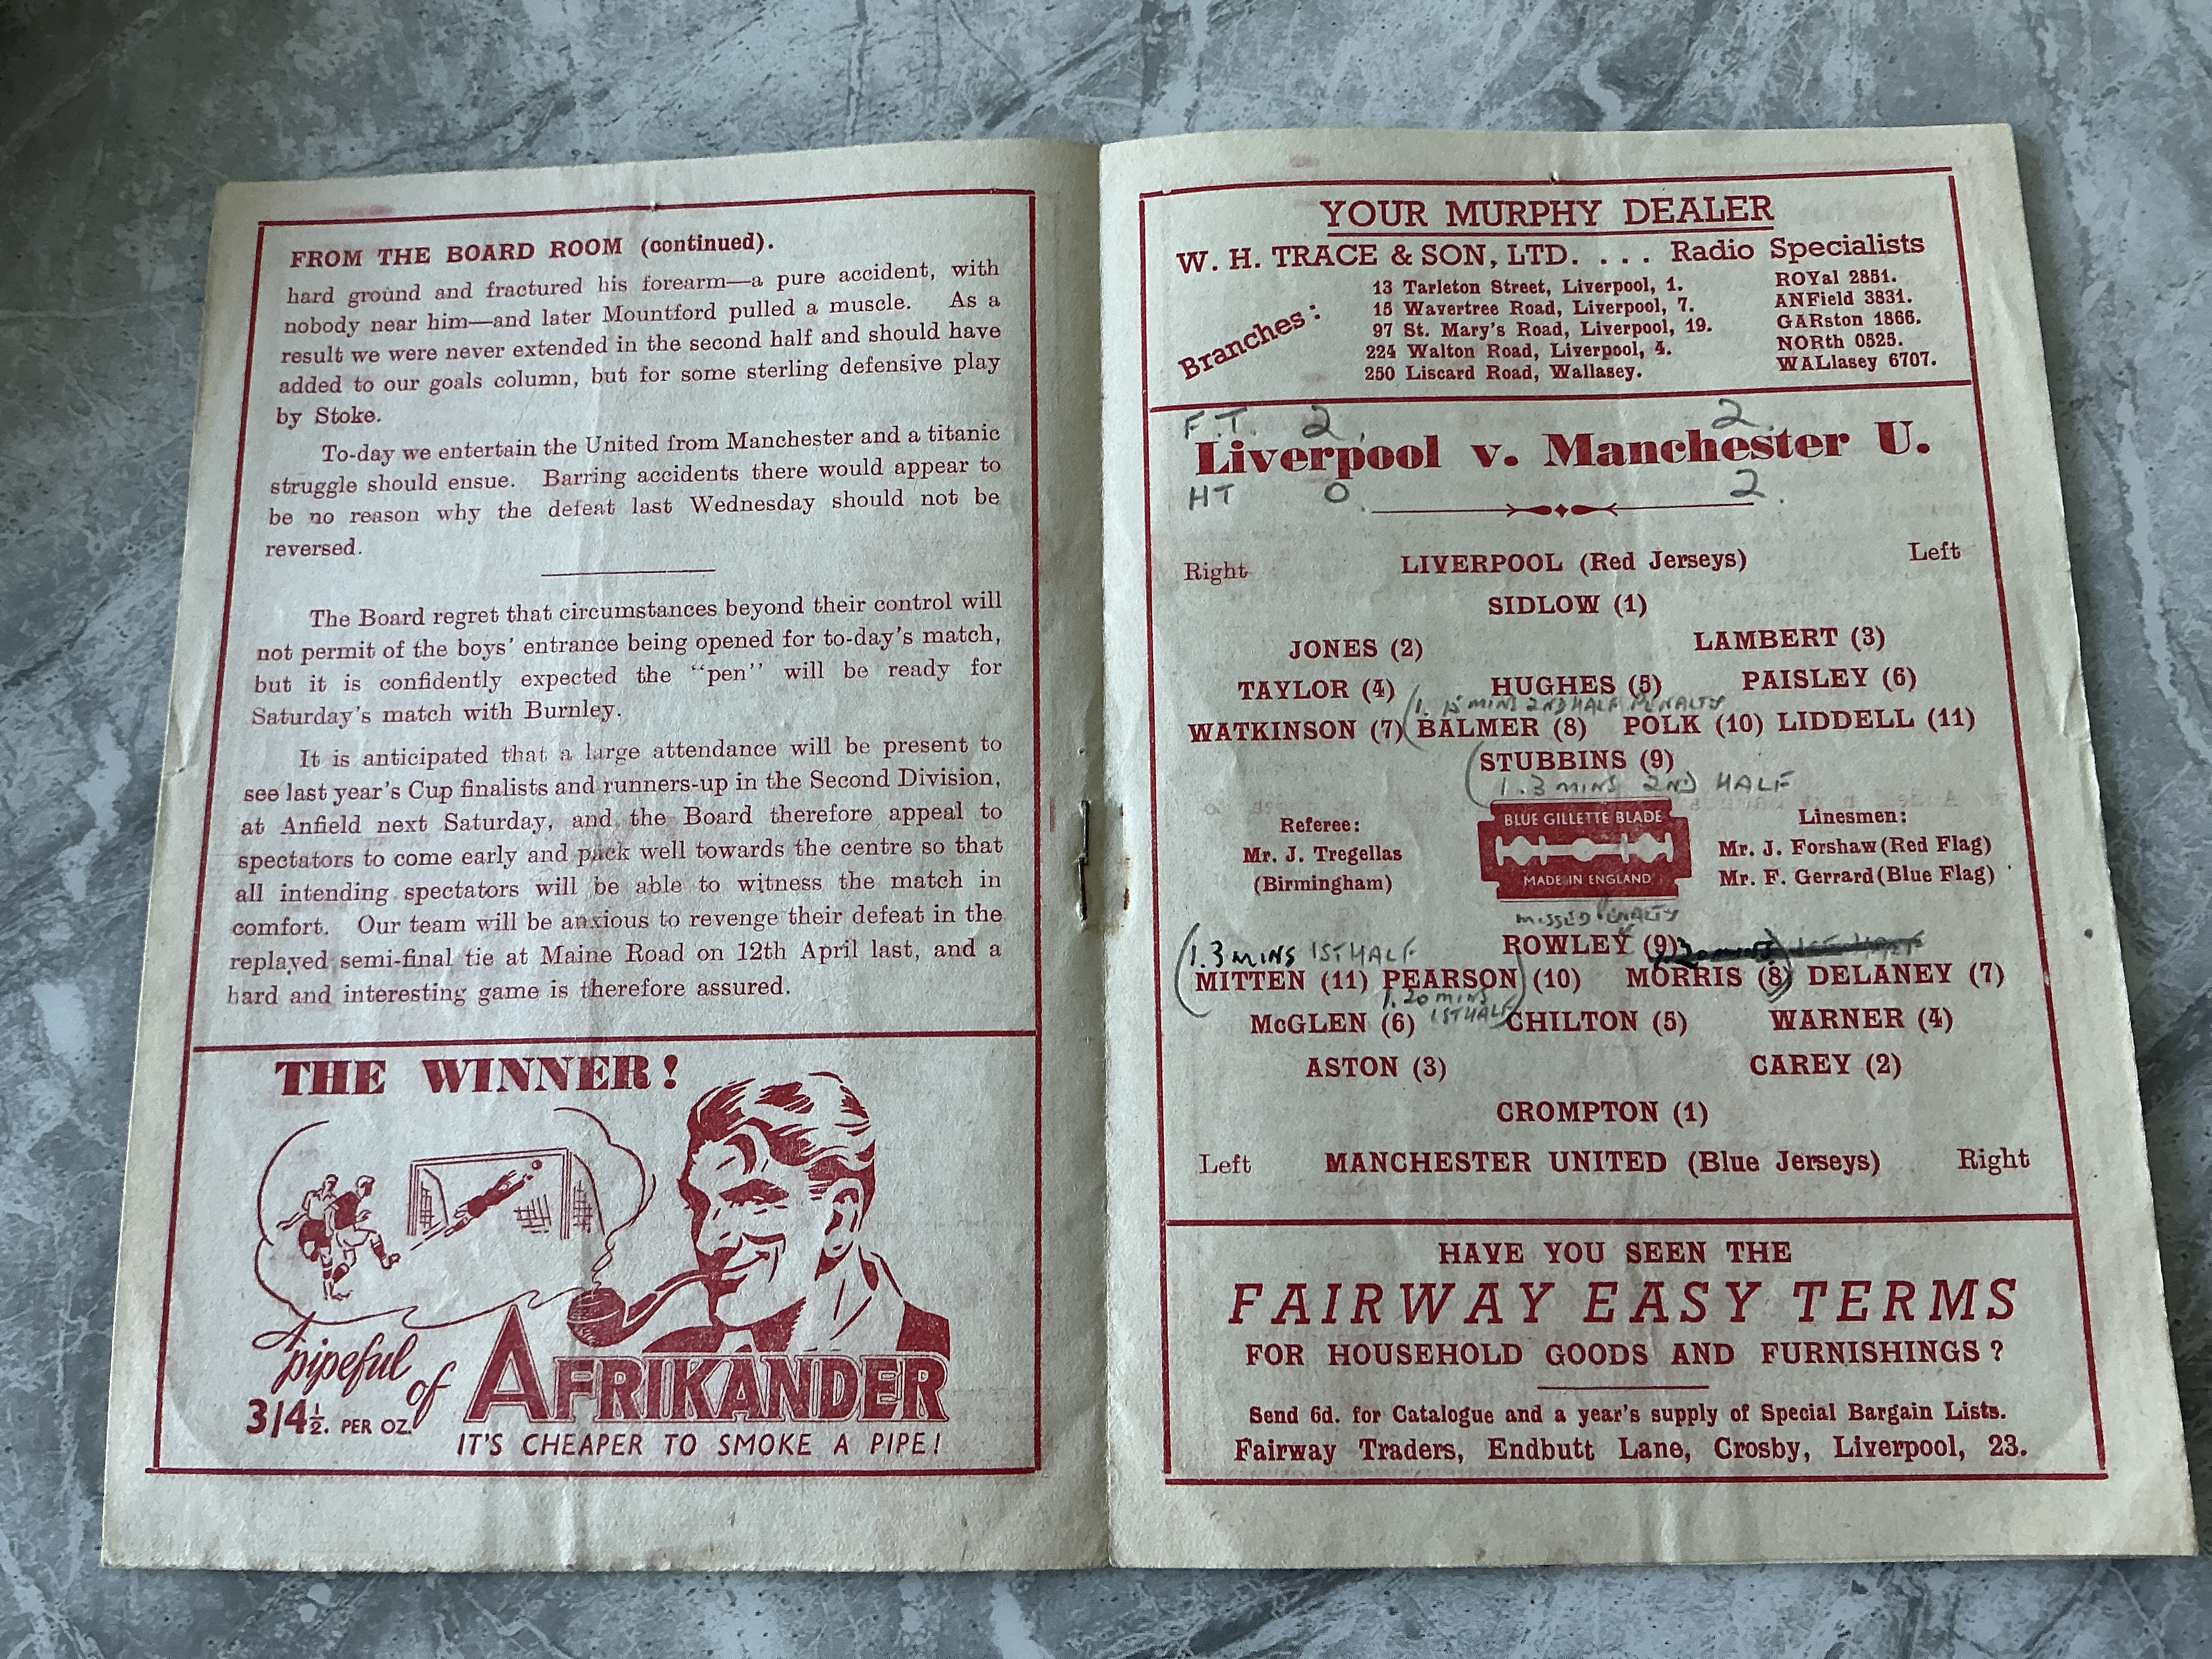 FROM THE BOARD ROOM (continued).
hard ground and fractured his forearm—a pure accident, with
nobody near him—and later Mountford pulled a muscle. As a
result we were never extended in the second half and should have
added to our goals column, but for some sterling defensive play
by Stoke.
To-day we entertain the United from Manchester and a titanic
struggle should ensue. Barring accidents there would appear to
be no reason why the defeat last Wednesday should not be
reversed.
The Board regret that circumstances beyond their control will
not permit of the boys' entrance being opened for to-day's match,
but it is confidently expected the "pen" will be ready for
Saturday's match with Burnley.
It is anticipated that a large attendance will be present to
see last year's Cup finalists and runners-up in the Second Division,
at Anfield next Saturday, and the Board therefore appeal to
spectators to come early and pack well towards the centre so that
all intending spectators will be able to witness the match in
comfort. Our team will be anxious to revenge their defeat in the
replayed semi-final tie at Maine Road on 12th April last, and a
hard and interesting game is therefore assured.
THE WINNER!
A pipeful of
3/4½. PER OZ.
AFRIKANDER
IT'S CHEAPER TO SMOKE A PIPE!
YOUR MURPHY DEALER
W. H. TRACE & SON, LTD. . . . Radio Specialists
Branches:
13 Tarleton Street, Liverpool, 1. ROYal 2851.
15 Wavertree Road, Liverpool, 7. ANField 3831.
97 St. Mary's Road, Liverpool, 19. GARston 1866.
224 Walton Road, Liverpool, 4. NORth 0525.
250 Liscard Road, Wallasey. WALlasey 6707.
F.T. 2. 2.
Liverpool v. Manchester U.
HT 0. 2.
Right LIVERPOOL (Red Jerseys) Left
SIDLOW (1)
JONES (2) LAMBERT (3)
TAYLOR (4) HUGHES (5) PAISLEY (6)
1. 15 MINS 2ND HALF PENALTY
WATKINSON (7) BALMER (8) POLK (10) LIDDELL (11)
STUBBINS (9)
1. 3 MINS 2ND HALF
Referee:
Mr. J. Tregellas
(Birmingham)
BLUE GILLETTE BLADE
MADE IN ENGLAND
Linesmen:
Mr. J. Forshaw (Red Flag)
Mr. F. Gerrard (Blue Flag)
MISSED PENALTY
1. 3 MINS 1ST HALF ROWLEY (9)
MITTEN (11) PEARSON (10) MORRIS (8) DELANEY (7)
1. 20 MINS
1ST HALF
McGLEN (6) CHILTON (5) WARNER (4)
ASTON (3) CAREY (2)
CROMPTON (1)
Left MANCHESTER UNITED (Blue Jerseys) Right
HAVE YOU SEEN THE
FAIRWAY EASY TERMS
FOR HOUSEHOLD GOODS AND FURNISHINGS?
Send 6d. for Catalogue and a year's supply of Special Bargain Lists.
Fairway Traders, Endbutt Lane, Crosby, Liverpool, 23.